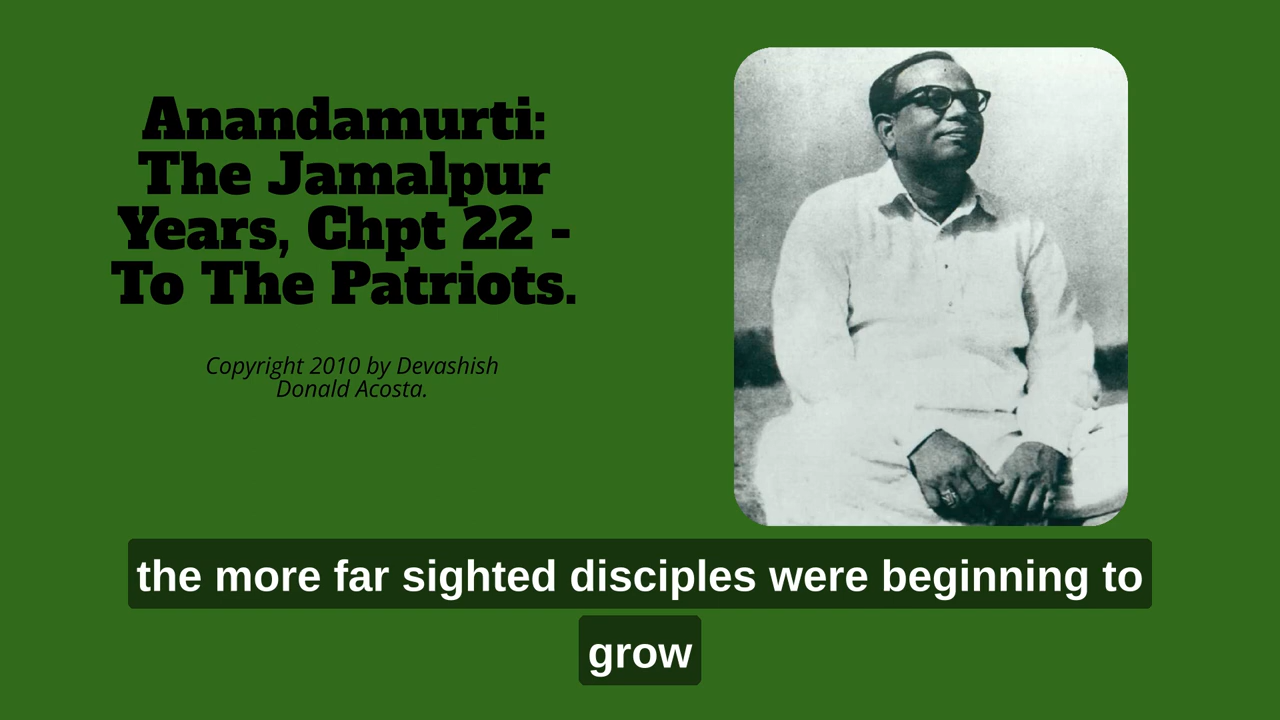 Anandamurti:
The Jamalpur
Years, Chpt 22 -
To The Patriots.
Copyright 2010 by Devashish
Donald Acosta.
the more far sighted disciples were beginning to
grow